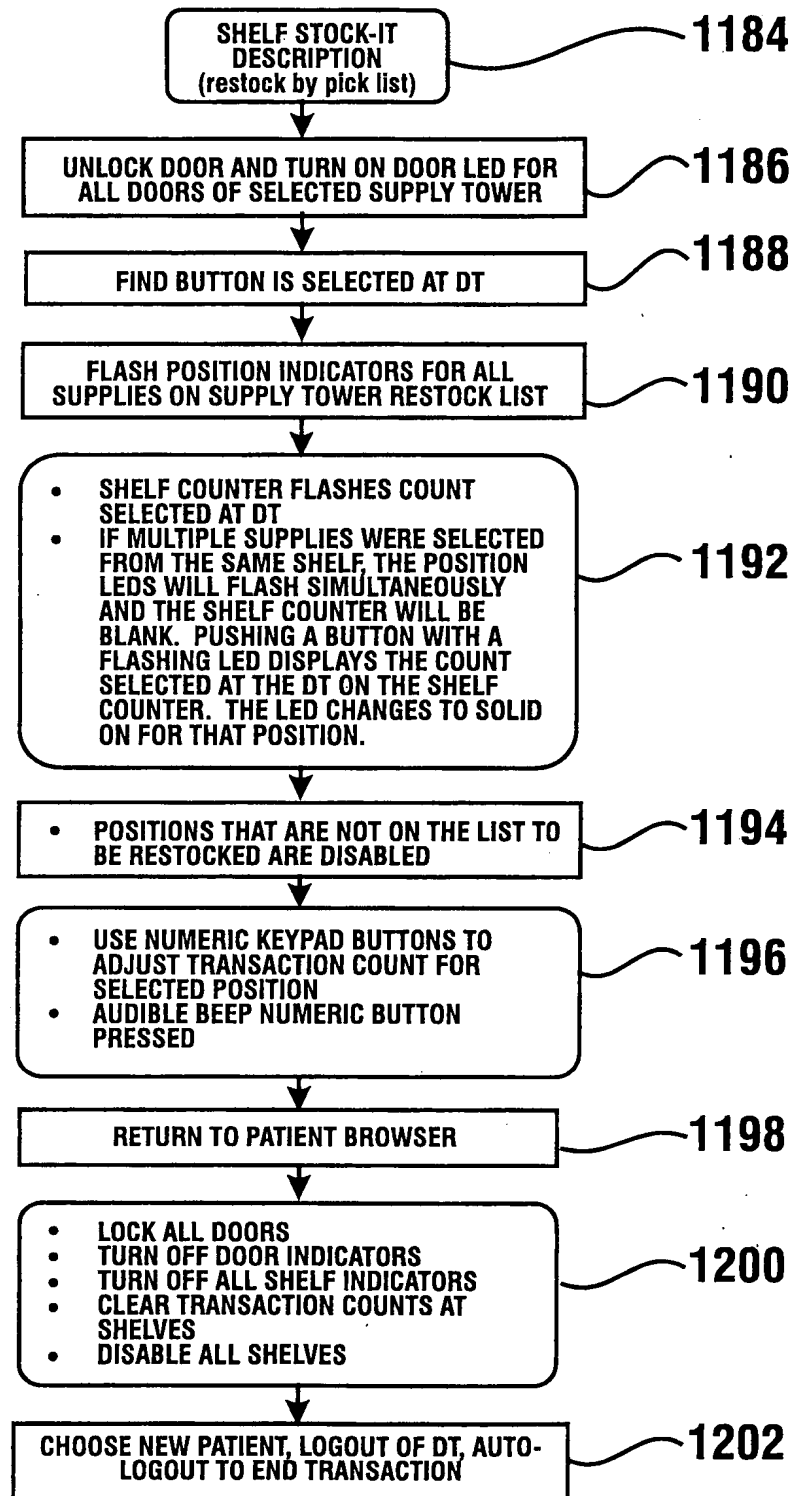 SHELF STOCK-IT
DESCRIPTION
(restock by pick list)
1184
UNLOCK DOOR AND TURN ON DOOR LED FOR
ALL DOORS OF SELECTED SUPPLY TOWER
1186
FIND BUTTON IS SELECTED AT DT
1188
FLASH POSITION INDICATORS FOR ALL
SUPPLIES ON SUPPLY TOWER RESTOCK LIST
1190
• SHELF COUNTER FLASHES COUNT
SELECTED AT DT
• IF MULTIPLE SUPPLIES WERE SELECTED
FROM THE SAME SHELF, THE POSITION
LEDS WILL FLASH SIMULTANEOUSLY
AND THE SHELF COUNTER WILL BE
BLANK. PUSHING A BUTTON WITH A
FLASHING LED DISPLAYS THE COUNT
SELECTED AT THE DT ON THE SHELF
COUNTER. THE LED CHANGES TO SOLID
ON FOR THAT POSITION.
1192
• POSITIONS THAT ARE NOT ON THE LIST TO
BE RESTOCKED ARE DISABLED
1194
• USE NUMERIC KEYPAD BUTTONS TO
ADJUST TRANSACTION COUNT FOR
SELECTED POSITION
• AUDIBLE BEEP NUMERIC BUTTON
PRESSED
1196
RETURN TO PATIENT BROWSER
1198
• LOCK ALL DOORS
• TURN OFF DOOR INDICATORS
• TURN OFF ALL SHELF INDICATORS
• CLEAR TRANSACTION COUNTS AT
SHELVES
• DISABLE ALL SHELVES
1200
CHOOSE NEW PATIENT, LOGOUT OF DT, AUTO-
LOGOUT TO END TRANSACTION
1202